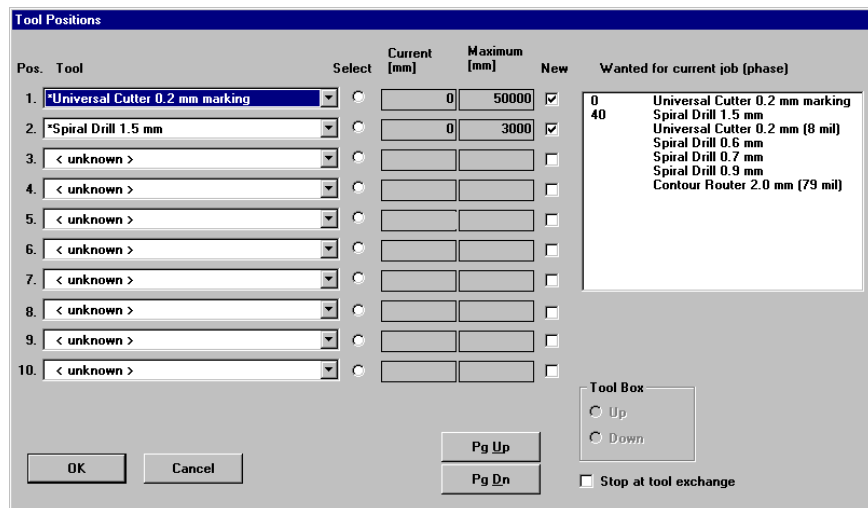 Tool Positions
Pos. Tool Select Current [mm] Maximum [mm] New Wanted for current job (phase)
1. *Universal Cutter 0.2 mm marking 0 50000
2. *Spiral Drill 1.5 mm 0 3000
3. < unknown >
4. < unknown >
5. < unknown >
6. < unknown >
7. < unknown >
8. < unknown >
9. < unknown >
10. < unknown >
0 Universal Cutter 0.2 mm marking
40 Spiral Drill 1.5 mm
Universal Cutter 0.2 mm (8 mil)
Spiral Drill 0.6 mm
Spiral Drill 0.7 mm
Spiral Drill 0.9 mm
Contour Router 2.0 mm (79 mil)
Tool Box
Up
Down
Stop at tool exchange
Pg Up
Pg Dn
OK Cancel